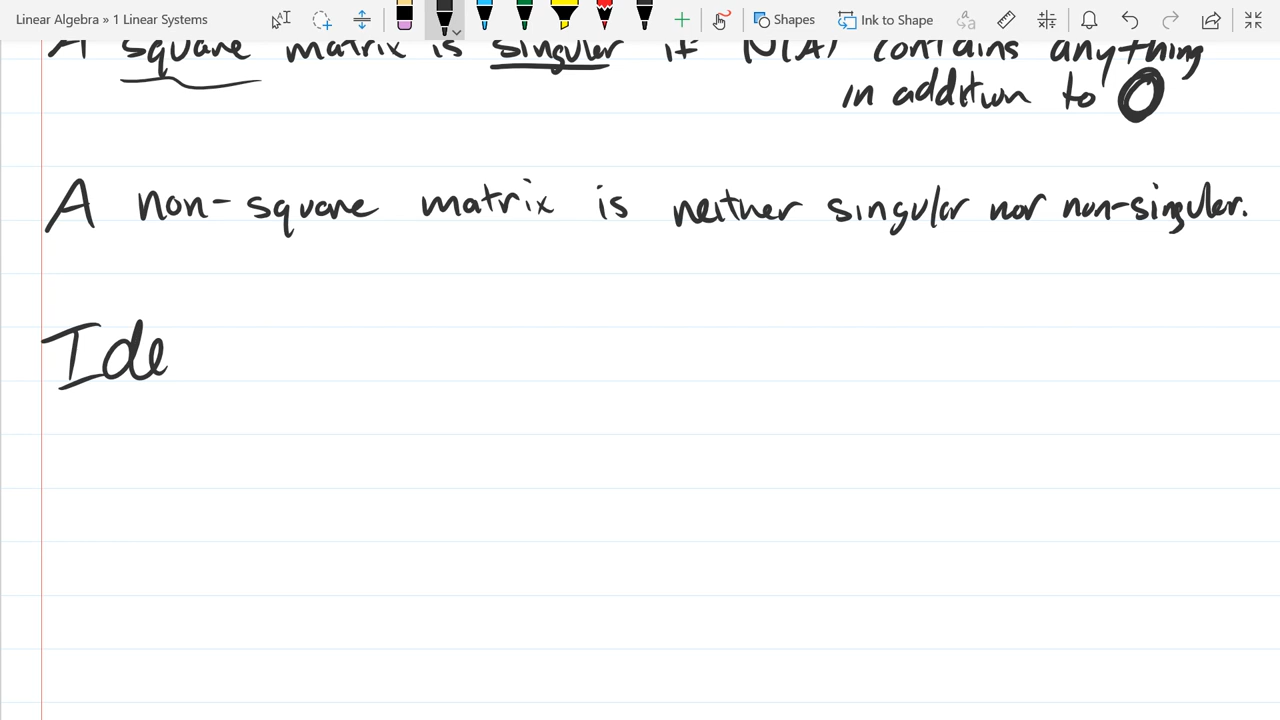 Linear Algebra » 1 Linear Systems
Shapes
Ink to Shape
A square matrix is singular if N(A) contains anything
in addition to 0
A non-square matrix is neither singular nor non-singular.
Ide